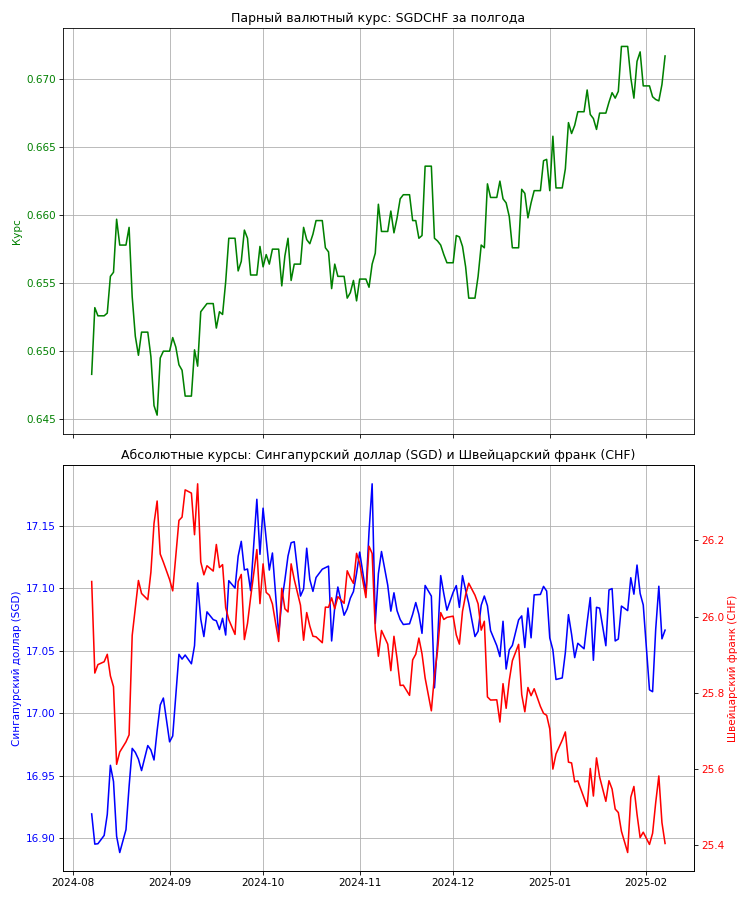 Парный валютный курс: SGDCHF за полгода
0.670
0.665
0.660
0.655
0.650
0.645
Курс
Абсолютные курсы: Сингапурский доллар (SGD) и Швейцарский франк (CHF)
17.15
17.10
17.05
17.00
16.95
16.90
Сингапурский доллар (SGD)
26.2
26.0
25.8
25.6
25.4
Швейцарский франк (CHF)
2024-08 2024-09 2024-10 2024-11 2024-12 2025-01 2025-02